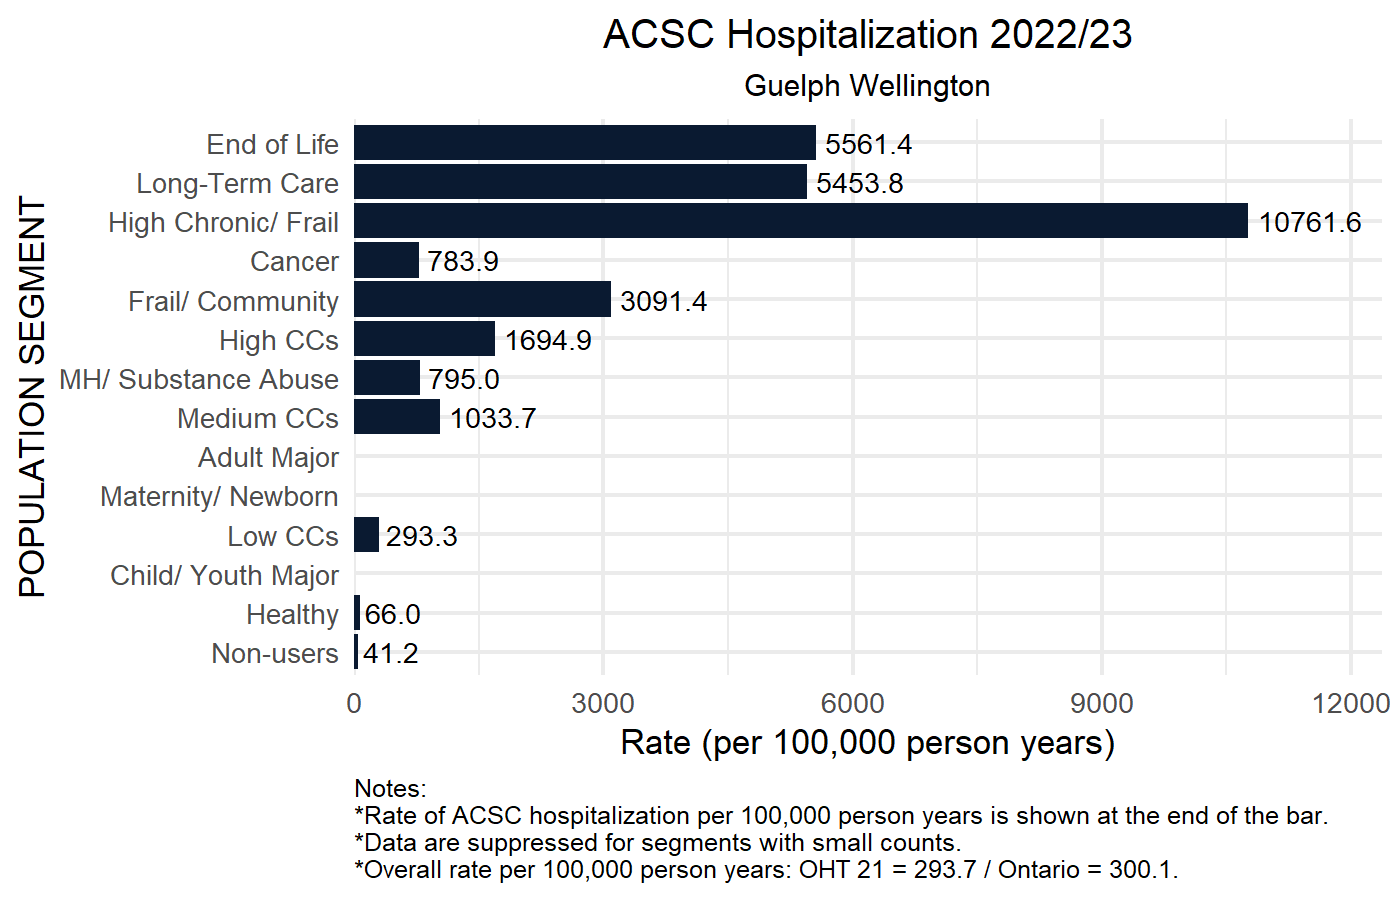 ACSC Hospitalization 2022/23
Guelph Wellington
POPULATION SEGMENT
End of Life 5561.4
Long-Term Care 5453.8
High Chronic/ Frail 10761.6
Cancer 783.9
Frail/ Community 3091.4
High CCs 1694.9
MH/ Substance Abuse 795.0
Medium CCs 1033.7
Adult Major
Maternity/ Newborn
Low CCs 293.3
Child/ Youth Major
Healthy 66.0
Non-users 41.2
0 3000 6000 9000 12000
Rate (per 100,000 person years)
Notes:
*Rate of ACSC hospitalization per 100,000 person years is shown at the end of the bar.
*Data are suppressed for segments with small counts.
*Overall rate per 100,000 person years: OHT 21 = 293.7 / Ontario = 300.1.